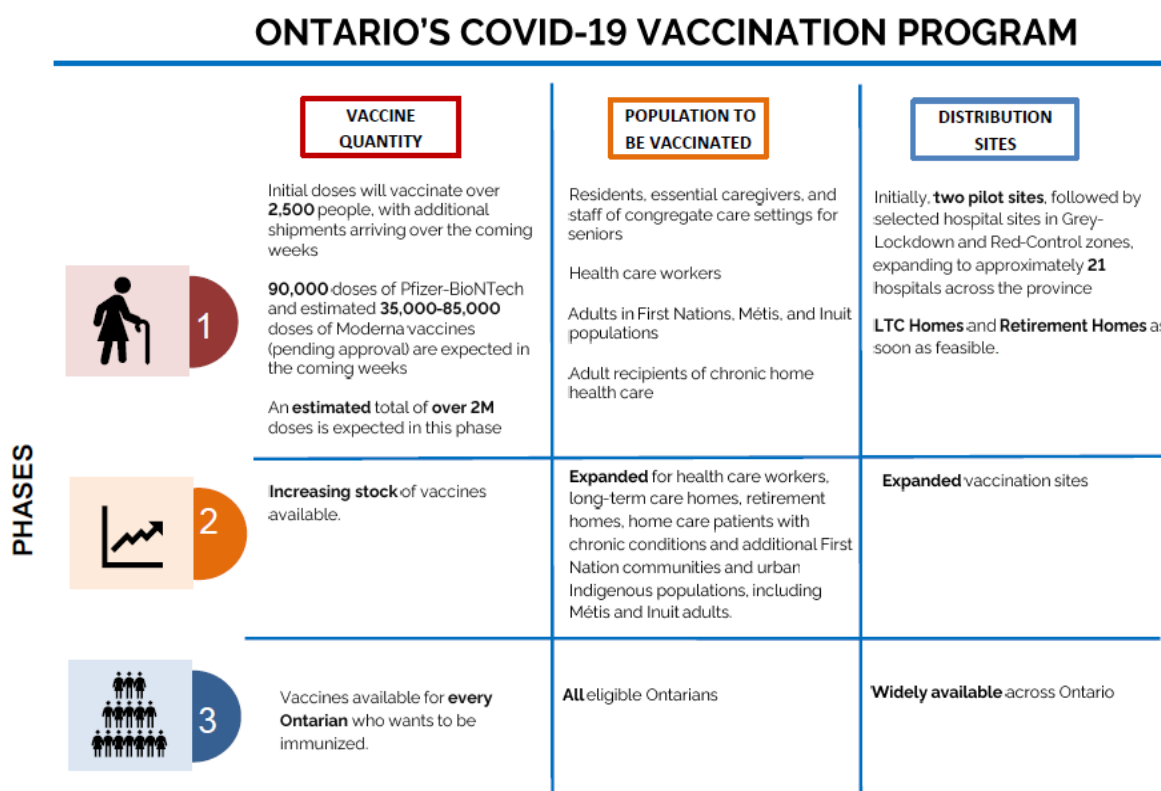 ONTARIO'S COVID-19 VACCINATION PROGRAM
VACCINE
QUANTITY
POPULATION TO
BE VACCINATED
DISTRIBUTION
SITES
PHASES
1
Initial doses will vaccinate over
2,500 people, with additional
shipments arriving over the coming
weeks
90,000 doses of Pfizer-BioNTech
and estimated 35,000-85,000
doses of Moderna vaccines
(pending approval) are expected in
the coming weeks
An estimated total of over 2M
doses is expected in this phase
Residents, essential caregivers, and
staff of congregate care settings for
seniors
Health care workers
Adults in First Nations, Métis, and Inuit
populations
Adult recipients of chronic home
health care
Initially, two pilot sites, followed by
selected hospital sites in Grey-
Lockdown and Red-Control zones,
expanding to approximately 21
hospitals across the province
LTC Homes and Retirement Homes as
soon as feasible.
2
Increasing stock of vaccines
available.
Expanded for health care workers,
long-term care homes, retirement
homes, home care patients with
chronic conditions and additional First
Nation communities and urban
Indigenous populations, including
Métis and Inuit adults.
Expanded vaccination sites
3
Vaccines available for every
Ontarian who wants to be
immunized.
All eligible Ontarians
Widely available across Ontario